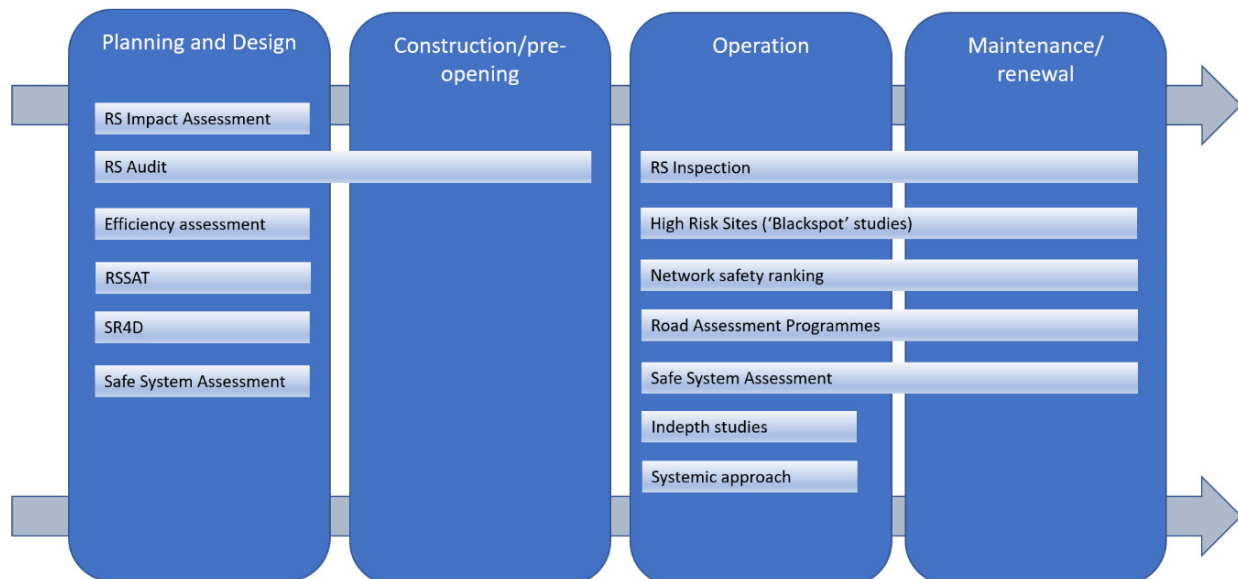 Planning and Design
Construction/pre-
opening
Operation
Maintenance/
renewal
RS Impact Assessment
RS Audit
RS Inspection
Efficiency assessment
High Risk Sites (‘Blackspot’ studies)
RSSAT
Network safety ranking
SR4D
Road Assessment Programmes
Safe System Assessment
Safe System Assessment
Indepth studies
Systemic approach